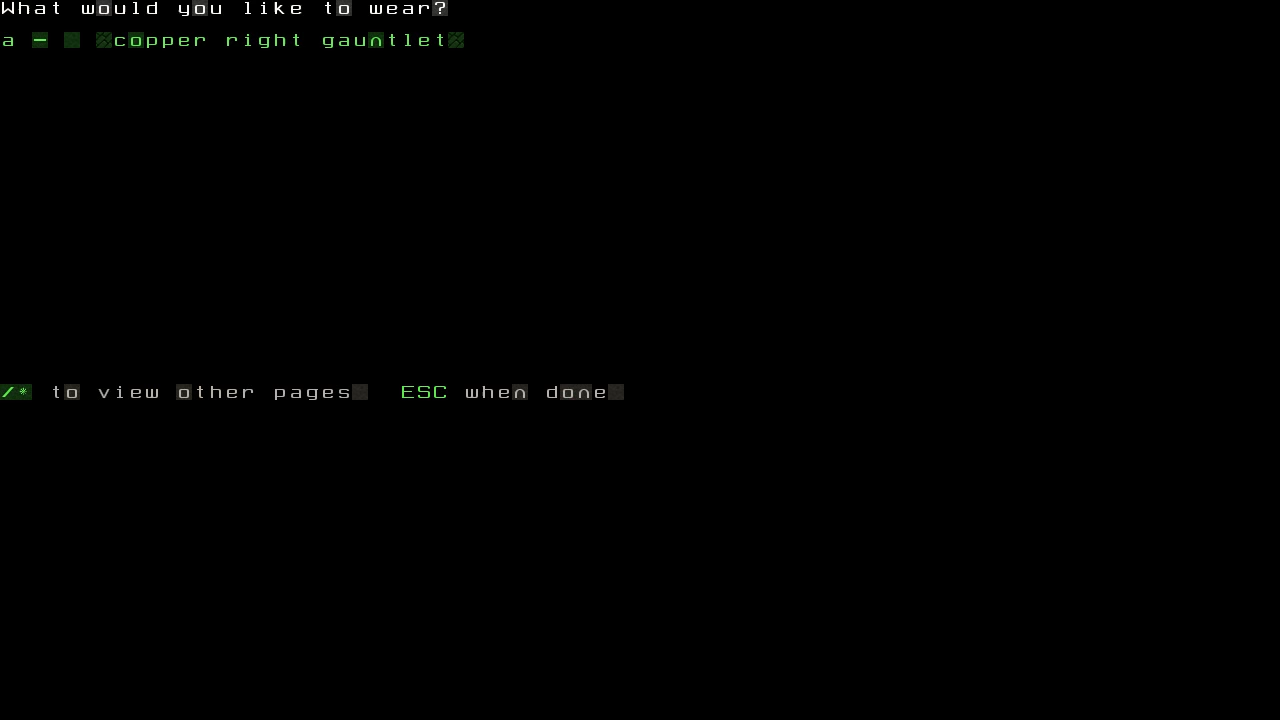 What would you like to wear?
a - copper right gauntlet
/* to view other pages ESC when done